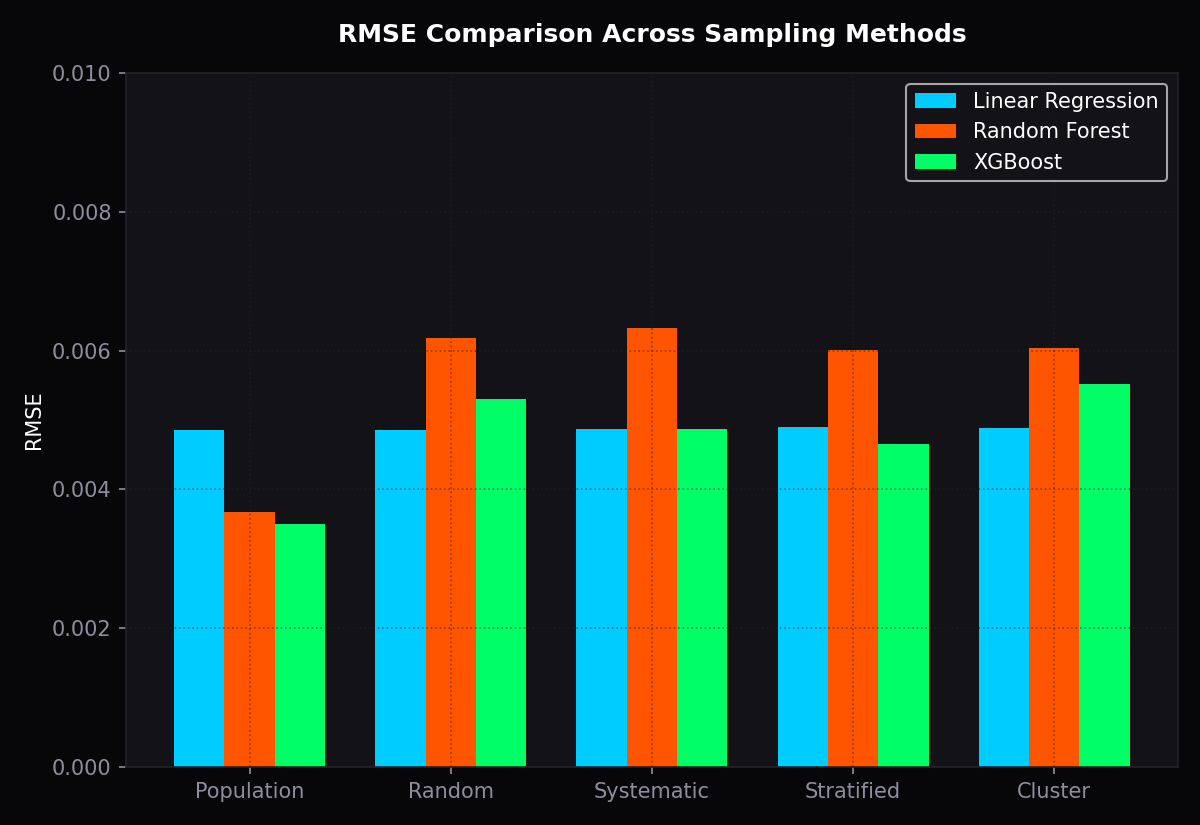 RMSE Comparison Across Sampling Methods
0.010
0.008
0.006
0.004
0.002
0.000
RMSE
Linear Regression
Random Forest
XGBoost
Population
Random
Systematic
Stratified
Cluster